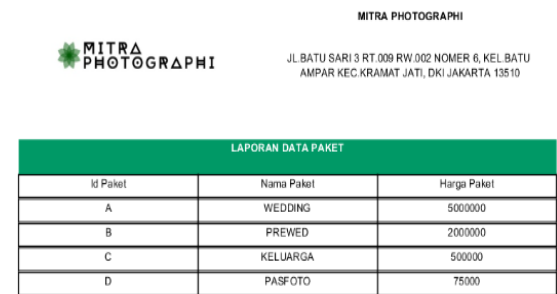 MITRA PHOTOGRAPHI
MITRA
PHOTOGRAPHI
JL.BATU SARI 3 RT.009 RW.002 NOMER 6, KEL.BATU
AMPAR KEC.KRAMAT JATI, DKI JAKARTA 13510
LAPORAN DATA PAKET
Id Paket Nama Paket Harga Paket
A WEDDING 5000000
B PREWED 2000000
C KELUARGA 500000
D PASFOTO 75000